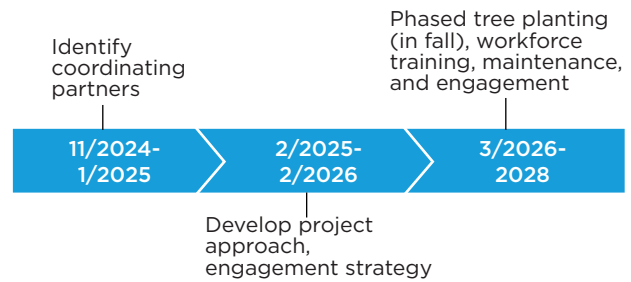 Identify
coordinating
partners
Phased tree planting
(in fall), workforce
training, maintenance,
and engagement
11/2024-
1/2025
2/2025-
2/2026
3/2026-
2028
Develop project
approach,
engagement strategy